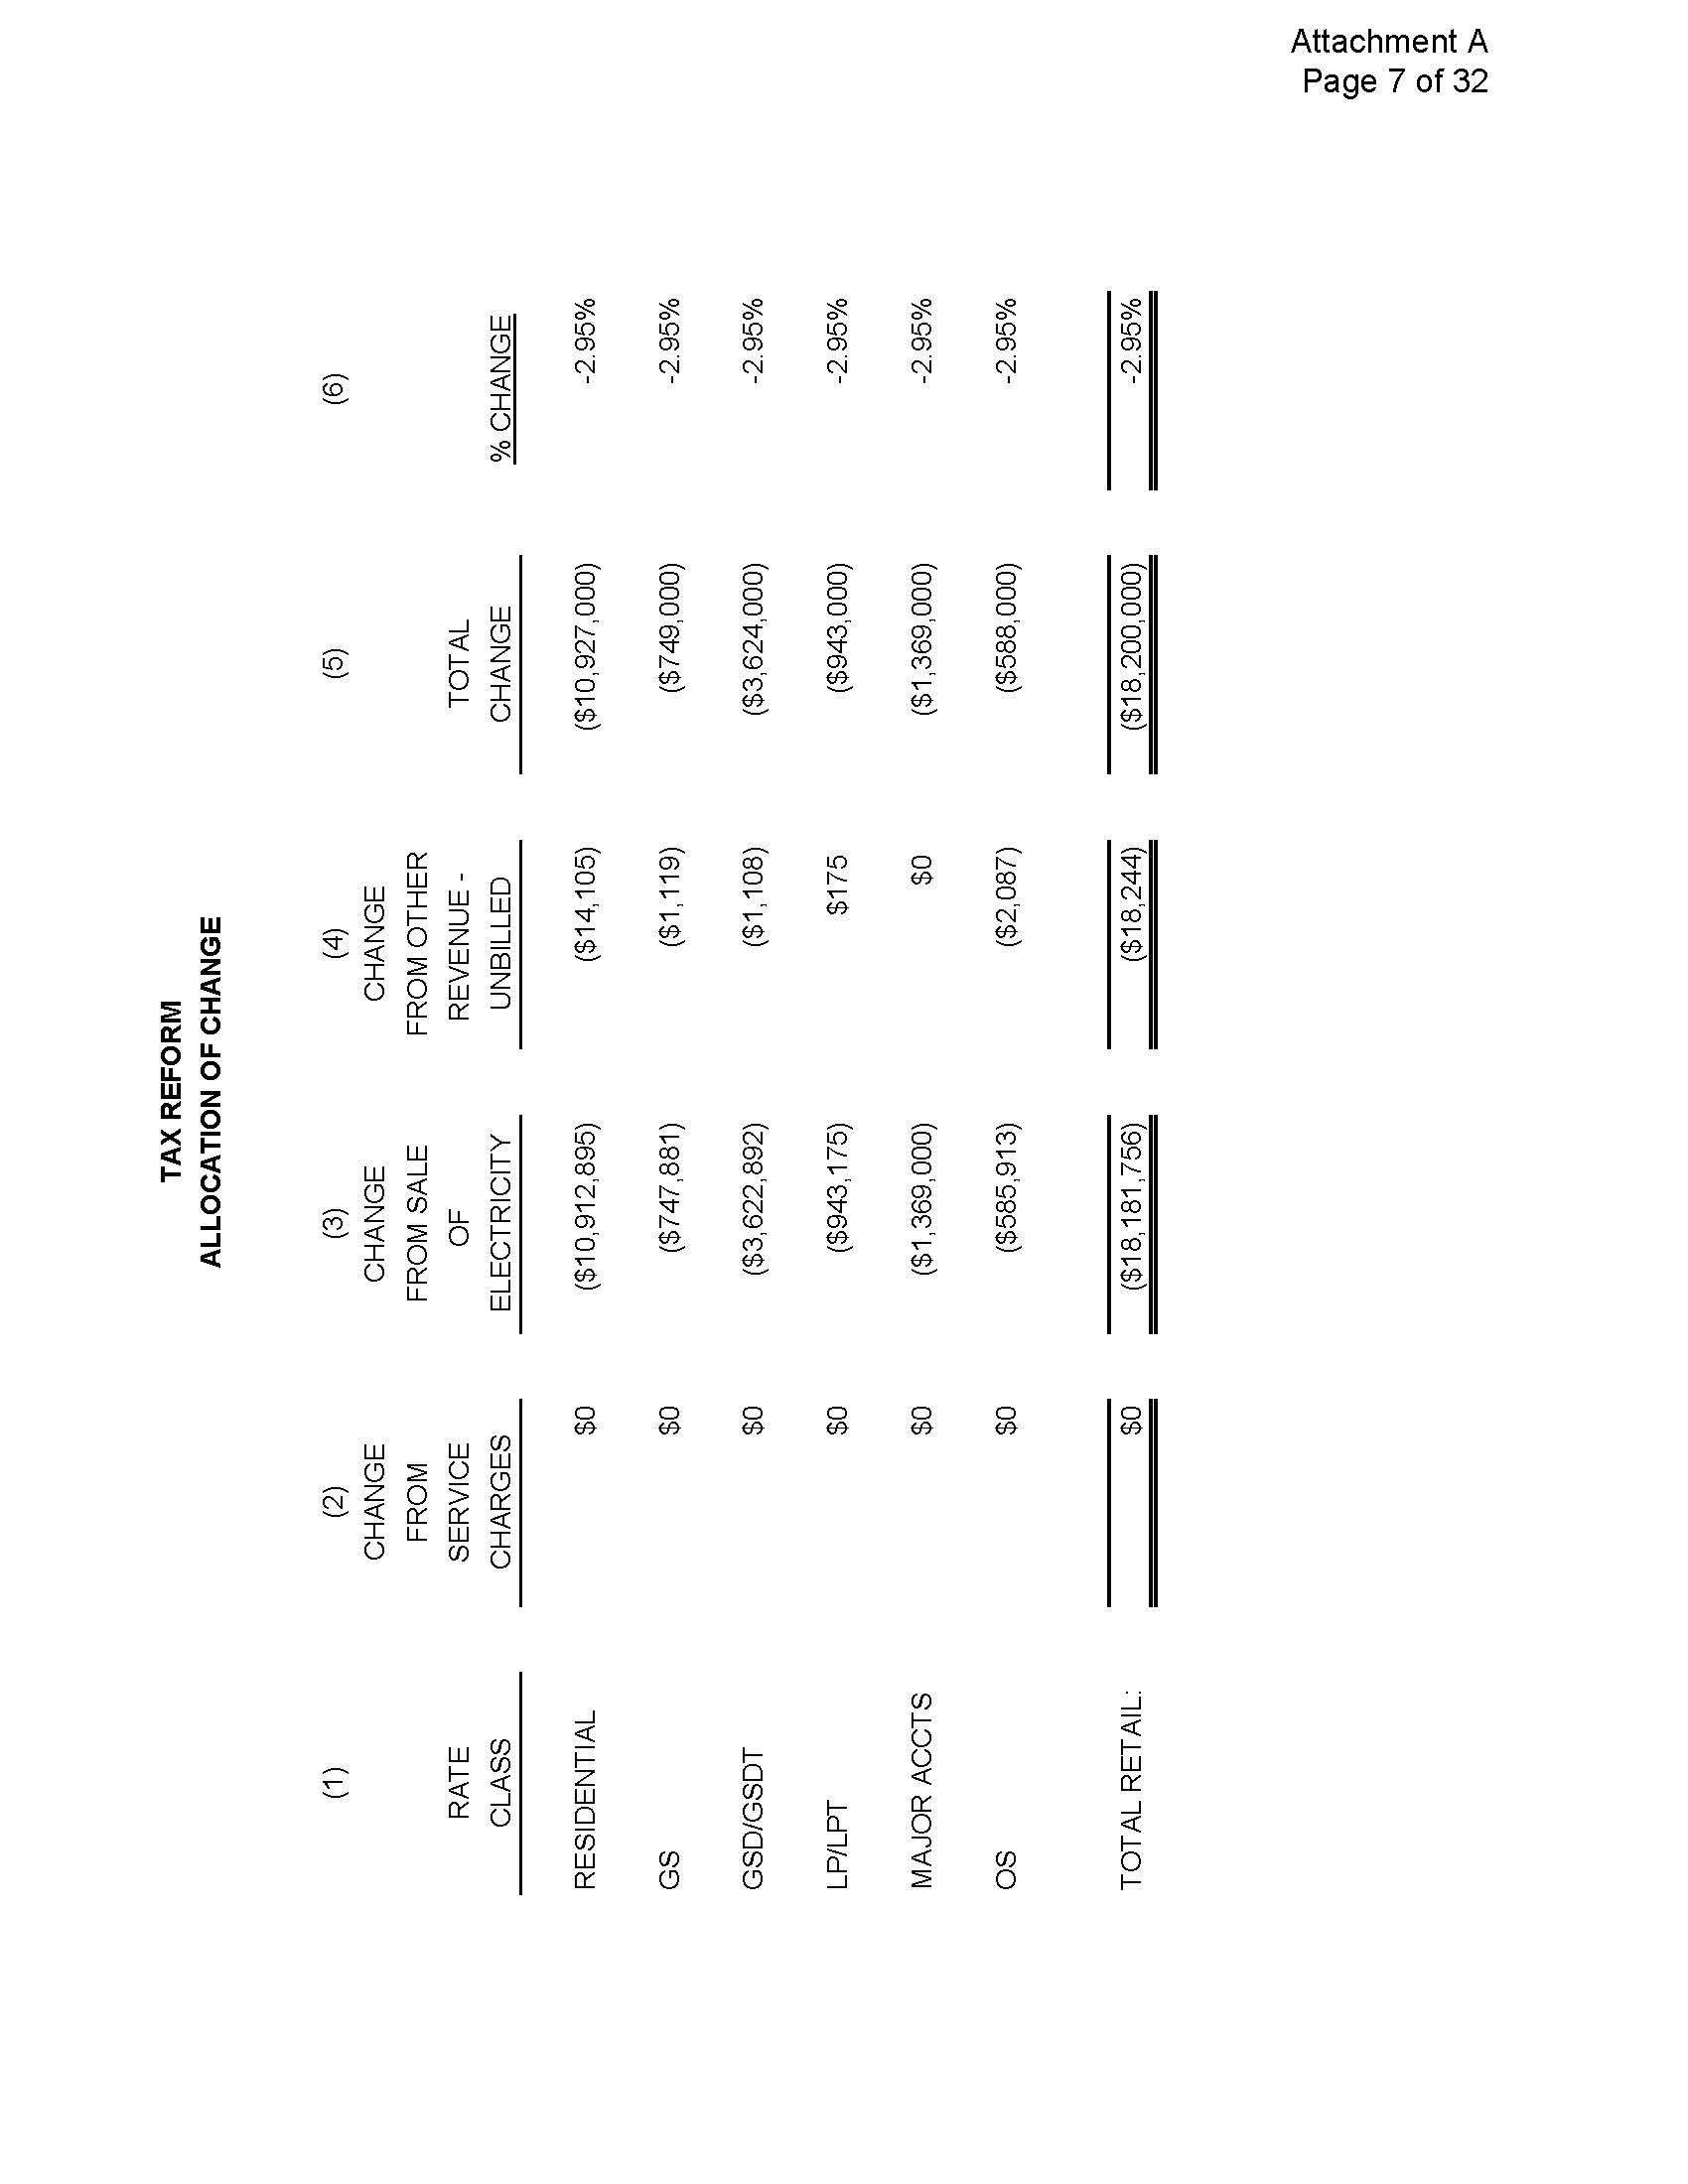 Attachment A
Page 7 of 32
TAX REFORM
ALLOCATION OF CHANGE
(1) (2) (3) (4) (5) (6)
CHANGE CHANGE CHANGE
FROM FROM SALE FROM OTHER
RATE SERVICE OF REVENUE - TOTAL
CLASS CHARGES ELECTRICITY UNBILLED CHANGE % CHANGE
RESIDENTIAL $0 ($10,912,895) ($14,105) ($10,927,000) -2.95%
GS $0 ($747,881) ($1,119) ($749,000) -2.95%
GSD/GSDT $0 ($3,622,892) ($1,108) ($3,624,000) -2.95%
LP/LPT $0 ($943,175) $175 ($943,000) -2.95%
MAJOR ACCTS $0 ($1,369,000) $0 ($1,369,000) -2.95%
OS $0 ($585,913) ($2,087) ($588,000) -2.95%
TOTAL RETAIL: $0 ($18,181,756) ($18,244) ($18,200,000) -2.95%